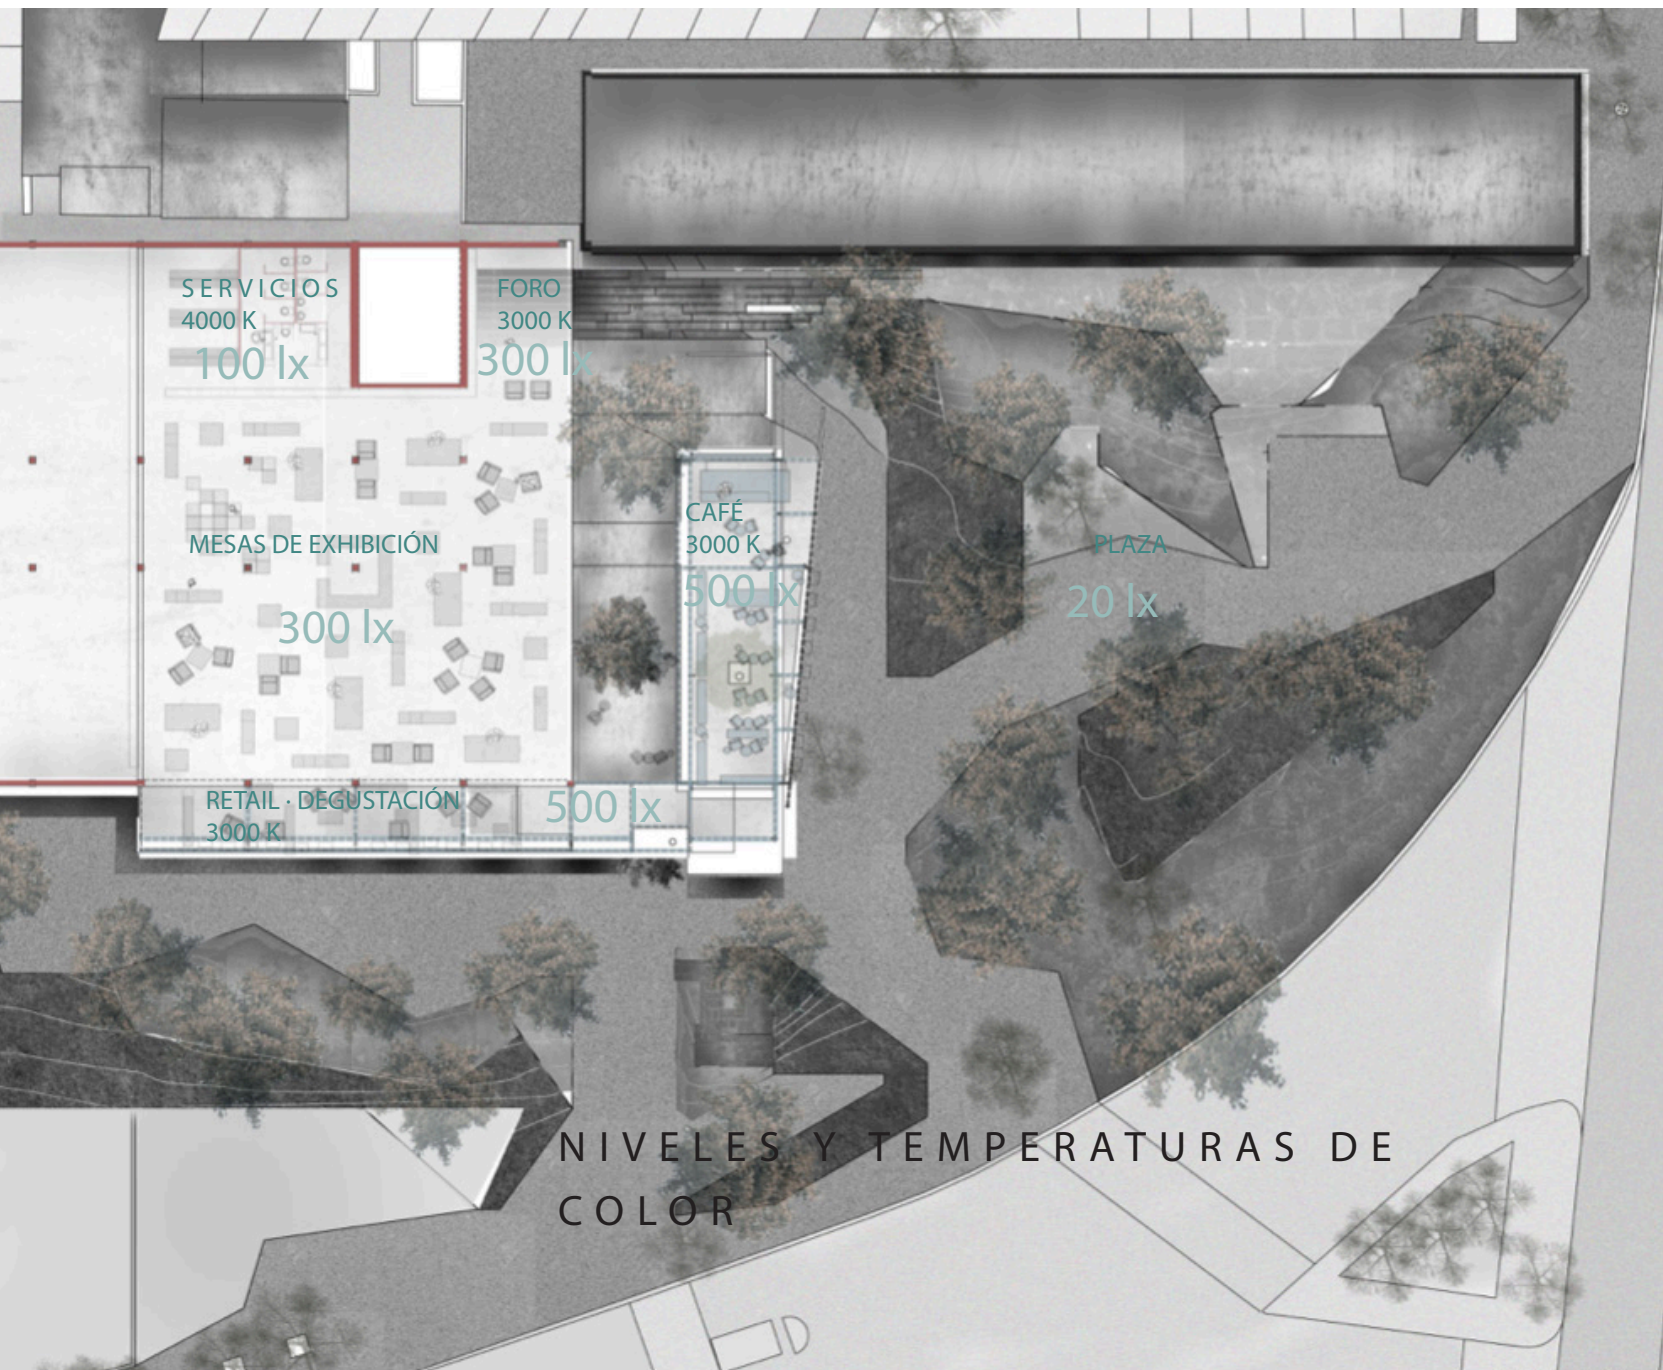 SERVICIOS
4000 K
100 lx
FORO
3000 K
300 lx
MESAS DE EXHIBICIÓN
300 lx
CAFÉ
3000 K
500 lx
PLAZA
20 lx
RETAIL · DEGUSTACIÓN
3000 K
500 lx
NIVELES Y TEMPERATURAS DE
COLOR